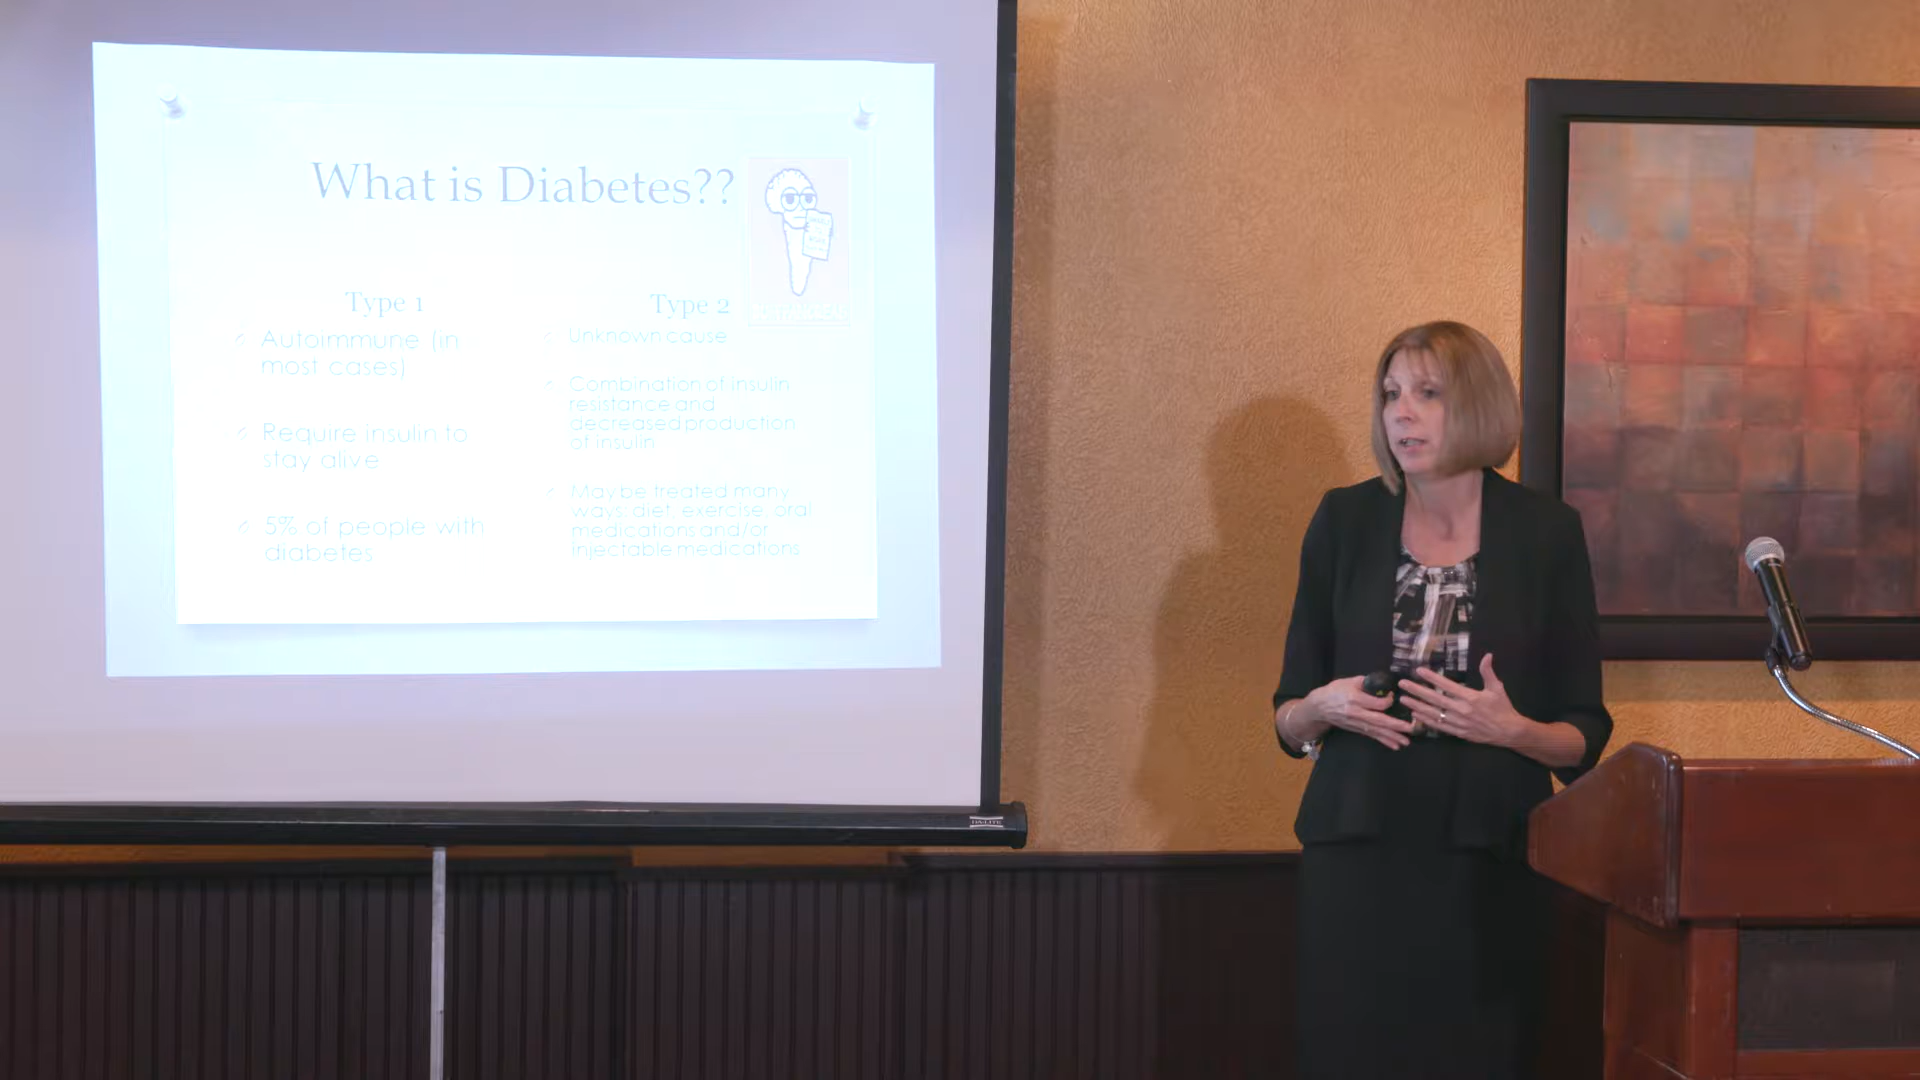 What is Diabetes??
Type 1
Autoimmune (in
most cases)
Require insulin to
stay alive
5% of people with
diabetes
Type 2
Unknown cause
Combination of insulin
resistance and
decreased production
of insulin
May be treated many
ways: diet, exercise, oral
medications and/or
injectable medications
DA-LITE